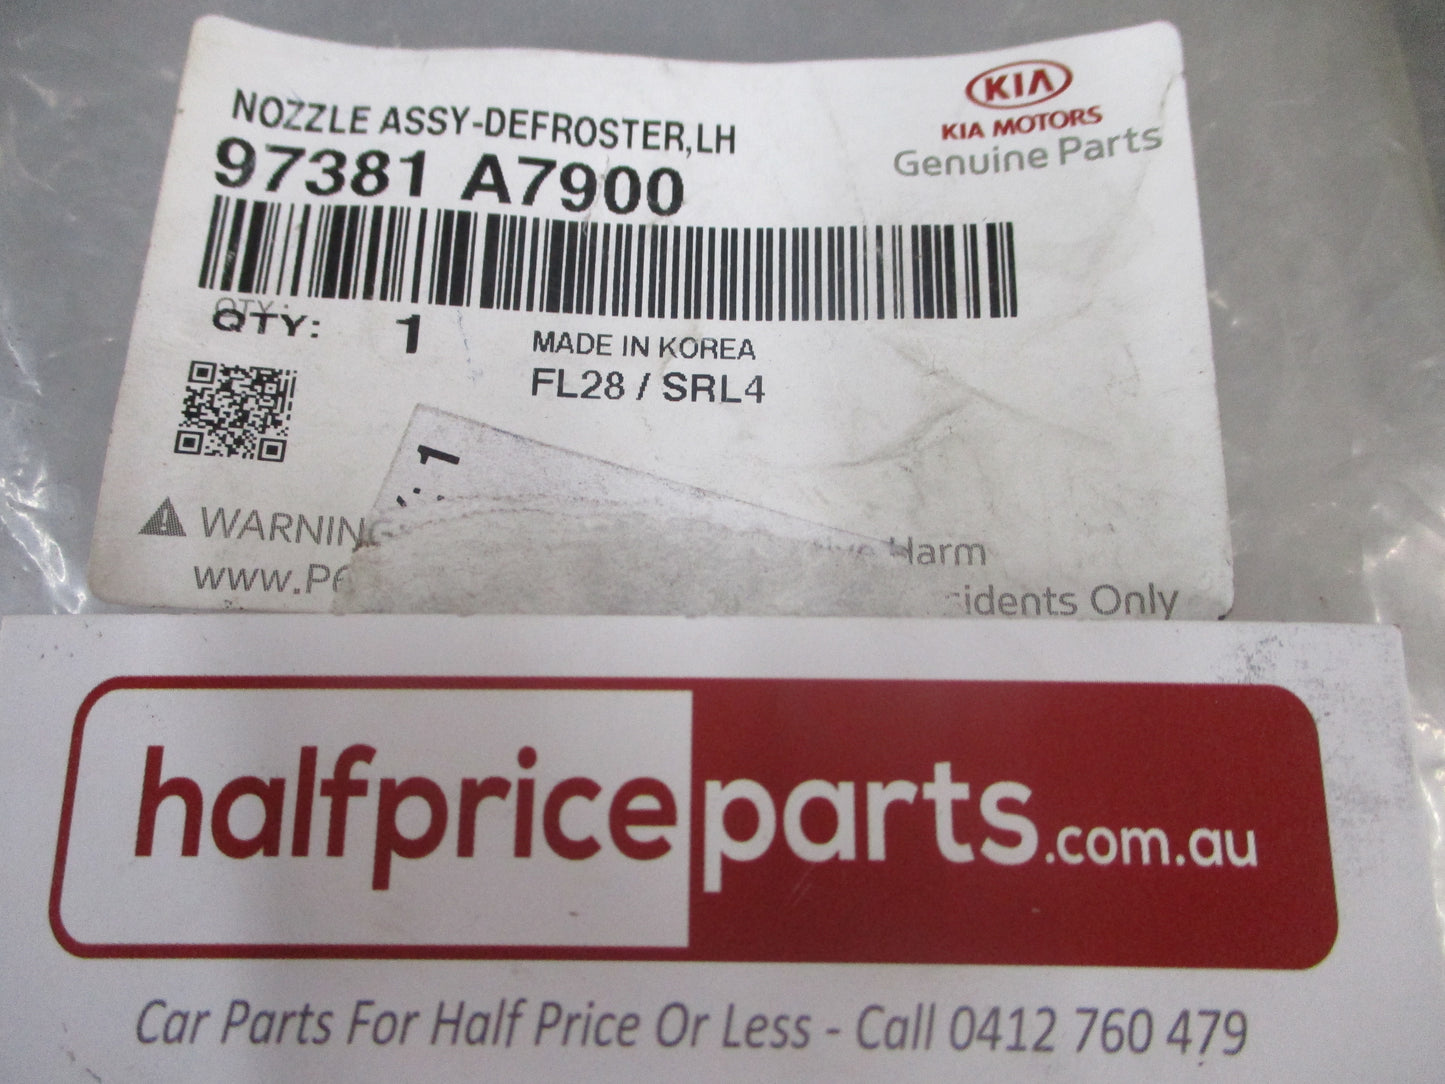 NOZZLE ASSY-DEFROSTER,LH
97381 A7900
KIA
KIA MOTORS
Genuine Parts
QTY:
QTY: 1
MADE IN KOREA
FL28 / SRL4
: 1
WARNING
Harm
www.P6
idents Only
halfpriceparts.com.au
Car Parts For Half Price Or Less - Call 0412 760 479